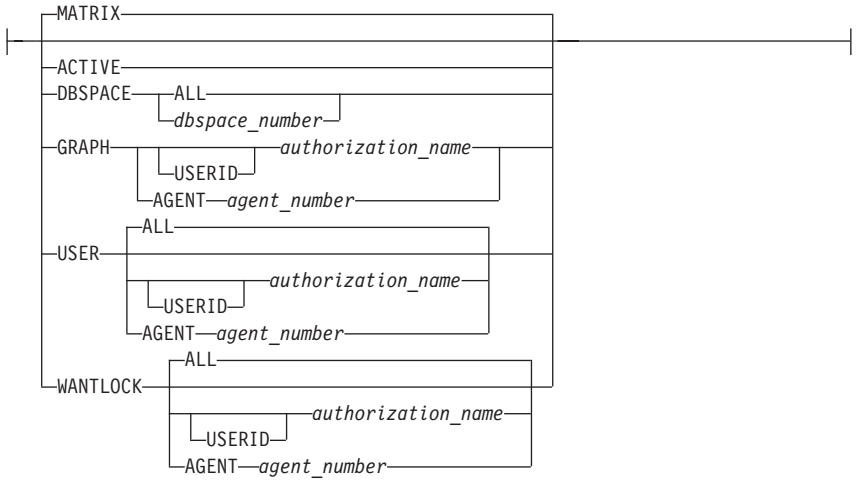 MATRIX
ACTIVE
DBSPACE ALL
dbspace_number
GRAPH authorization_name
USERID
AGENT agent_number
ALL
USER
authorization_name
USERID
AGENT agent_number
ALL
WANTLOCK
authorization_name
USERID
AGENT agent_number